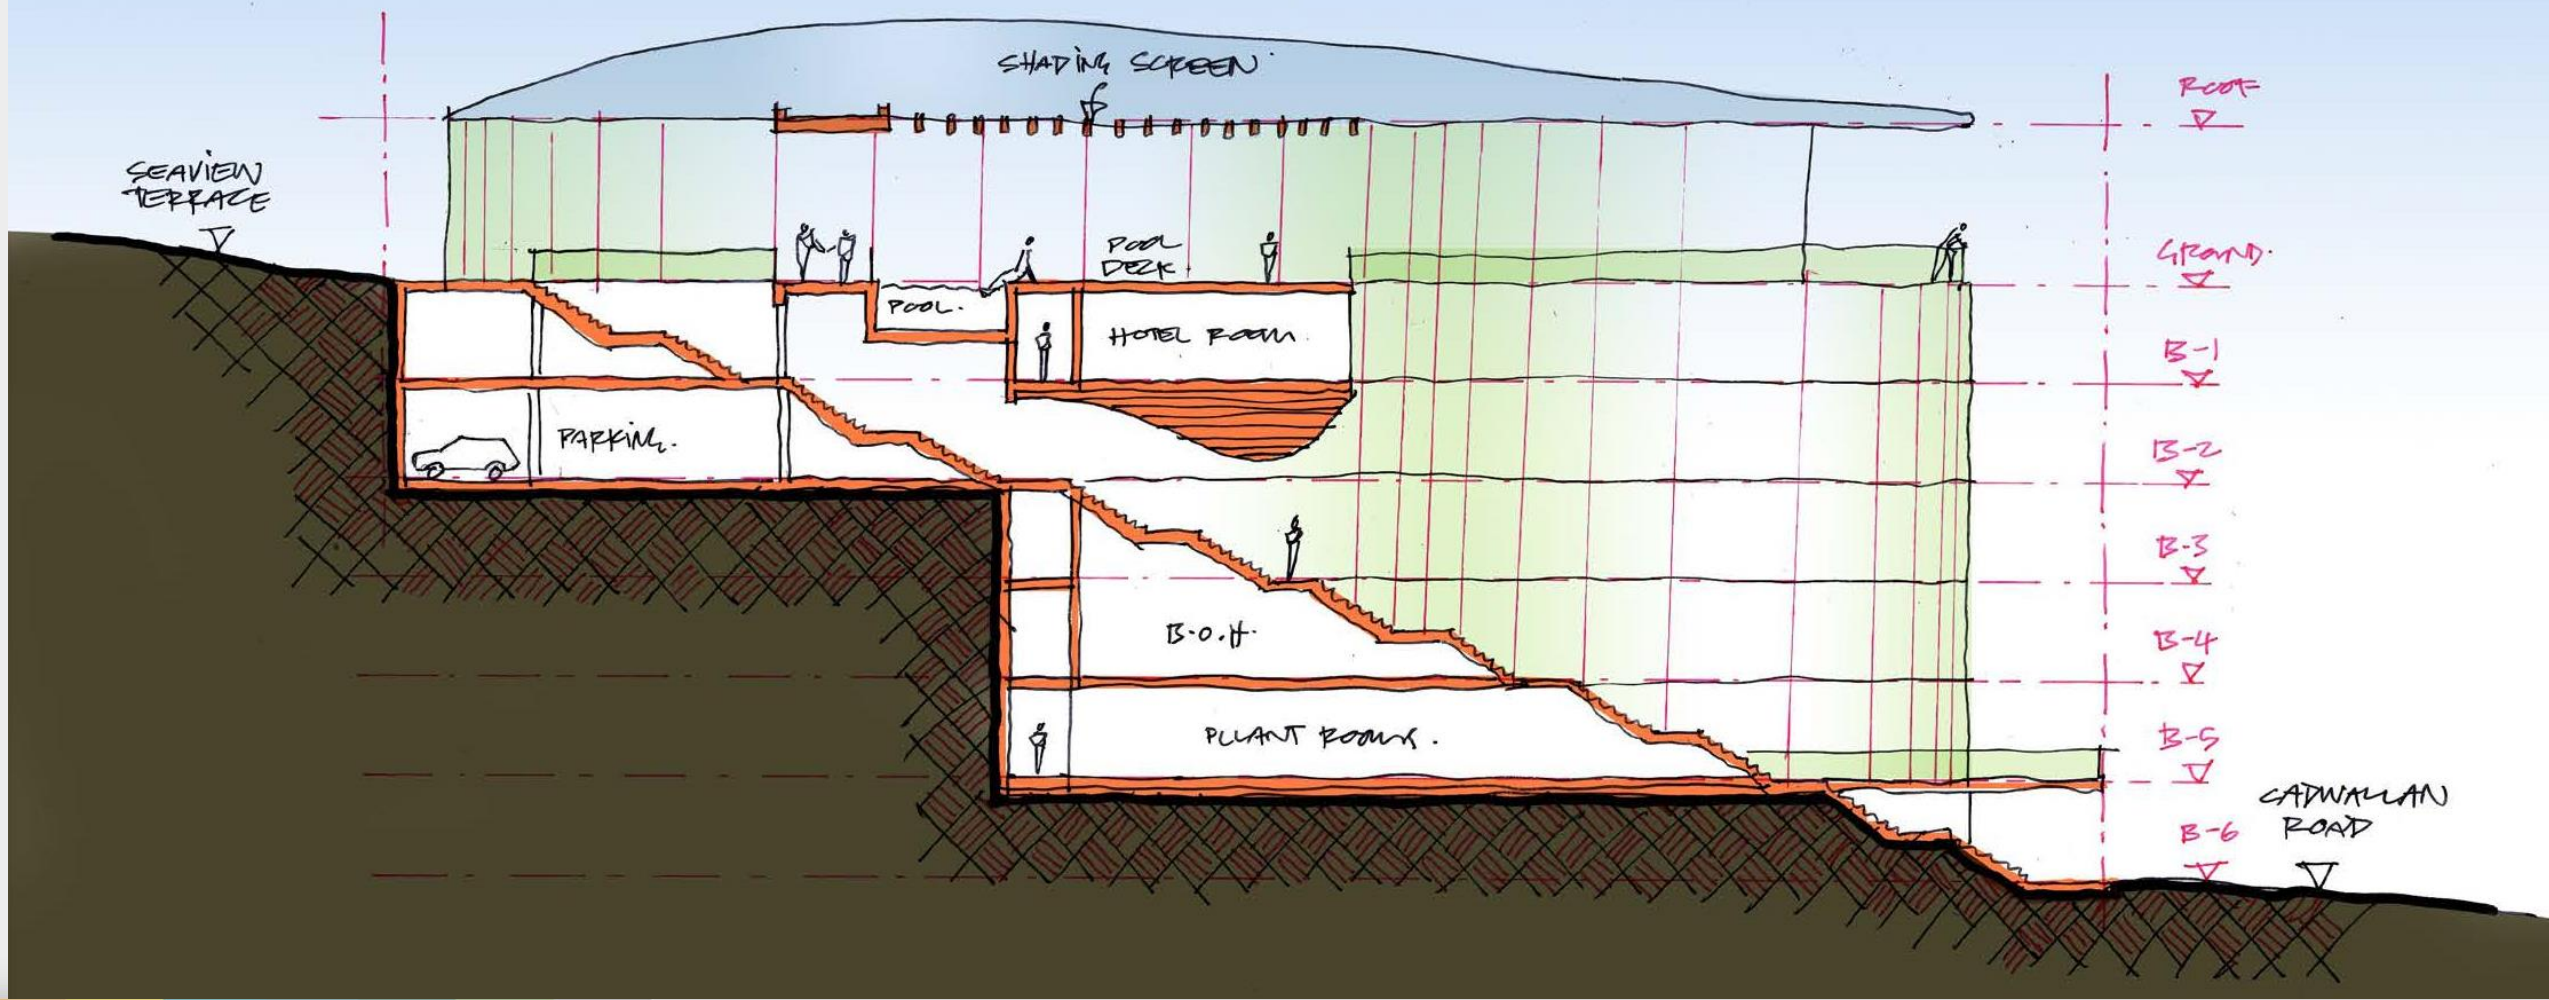 SHADING SCREEN
ROOF
SEAVIEW
TERRACE
POOL
DECK
GROUND.
POOL.
HOTEL ROOM.
B-1
PARKING.
B-2
B-3
B.O.H.
B-4
PLLANT ROOMS.
B-5
CADWALLAN
ROAD
B-6